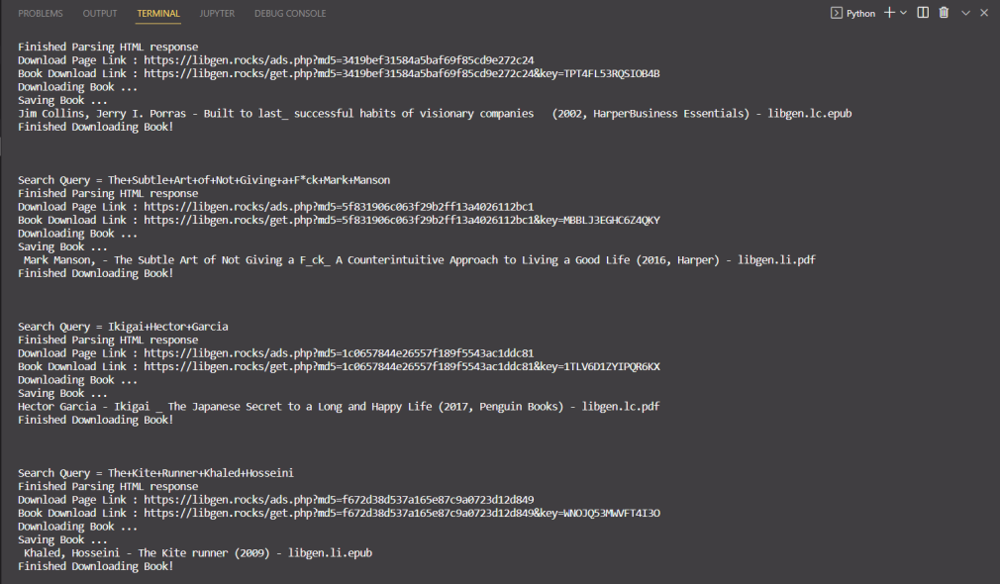 PROBLEMS OUTPUT TERMINAL JUPYTER DEBUG CONSOLE Python
Finished Parsing HTML response
Download Page Link : https://libgen.rocks/ads.php?md5=3419bef31584a5baf69f85cd9e272c24
Book Download Link : https://libgen.rocks/get.php?md5=3419bef31584a5baf69f85cd9e272c24&key=TPT4FL53RQSIOB4B
Downloading Book ...
Saving Book ...
Jim Collins, Jerry I. Porras - Built to last_ successful habits of visionary companies   (2002, HarperBusiness Essentials) - libgen.lc.epub
Finished Downloading Book!
Search Query = The+Subtle+Art+of+Not+Giving+a+F*ck+Mark+Manson
Finished Parsing HTML response
Download Page Link : https://libgen.rocks/ads.php?md5=5f831906c063f29b2ff13a4026112bc1
Book Download Link : https://libgen.rocks/get.php?md5=5f831906c063f29b2ff13a4026112bc1&key=MBBLJ3EGHC6Z4QKY
Downloading Book ...
Saving Book ...
Mark Manson, - The Subtle Art of Not Giving a F_ck_ A Counterintuitive Approach to Living a Good Life (2016, Harper) - libgen.li.pdf
Finished Downloading Book!
Search Query = Ikigai+Hector+Garcia
Finished Parsing HTML response
Download Page Link : https://libgen.rocks/ads.php?md5=1c0657844e26557f189f5543ac1ddc81
Book Download Link : https://libgen.rocks/get.php?md5=1c0657844e26557f189f5543ac1ddc81&key=1TLV6D1ZYIPQR6KX
Downloading Book ...
Saving Book ...
Hector Garcia - Ikigai _ The Japanese Secret to a Long and Happy Life (2017, Penguin Books) - libgen.lc.pdf
Finished Downloading Book!
Search Query = The+Kite+Runner+Khaled+Hosseini
Finished Parsing HTML response
Download Page Link : https://libgen.rocks/ads.php?md5=f672d38d537a165e87c9a0723d12d849
Book Download Link : https://libgen.rocks/get.php?md5=f672d38d537a165e87c9a0723d12d849&key=WNOJQ53MWVFT4I3O
Downloading Book ...
Saving Book ...
Khaled, Hosseini - The Kite runner (2009) - libgen.li.epub
Finished Downloading Book!